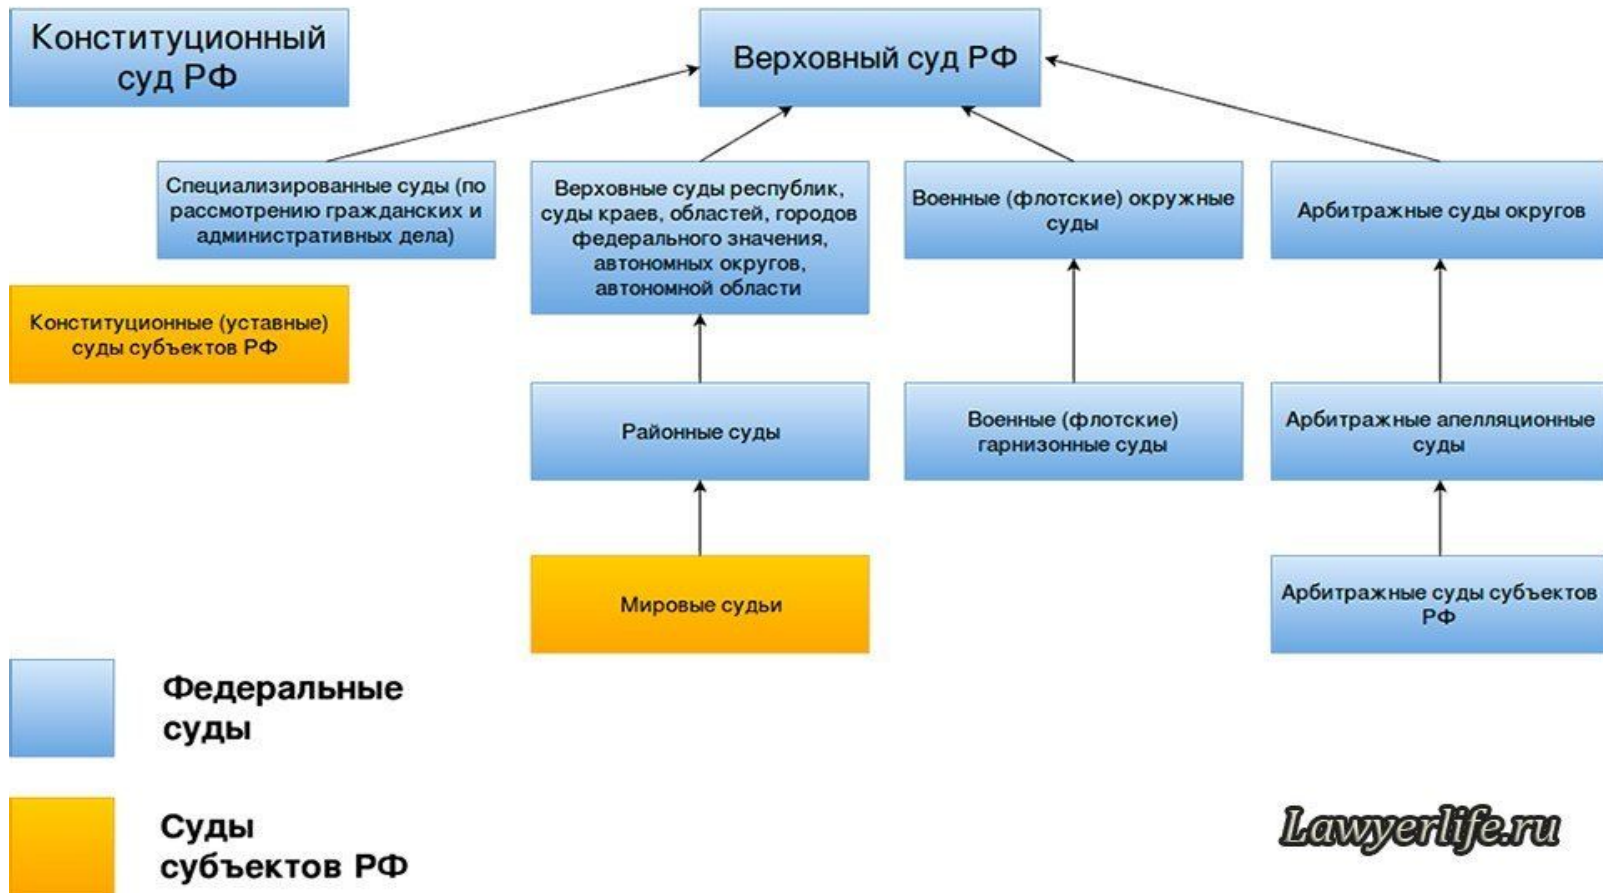 Конституционный
суд РФ
Верховный суд РФ
Специализированные суды (по
рассмотрению гражданских и
административных дела)
Верховные суды республик,
суды краев, областей, городов
федерального значения,
автономных округов,
автономной области
Военные (флотские) окружные
суды
Арбитражные суды округов
Конституционные (уставные)
суды субъектов РФ
Районные суды
Военные (флотские)
гарнизонные суды
Арбитражные апелляционные
суды
Мировые судьи
Арбитражные суды субъектов
РФ
Федеральные
суды
Суды
субъектов РФ
Lawyerlife.ru